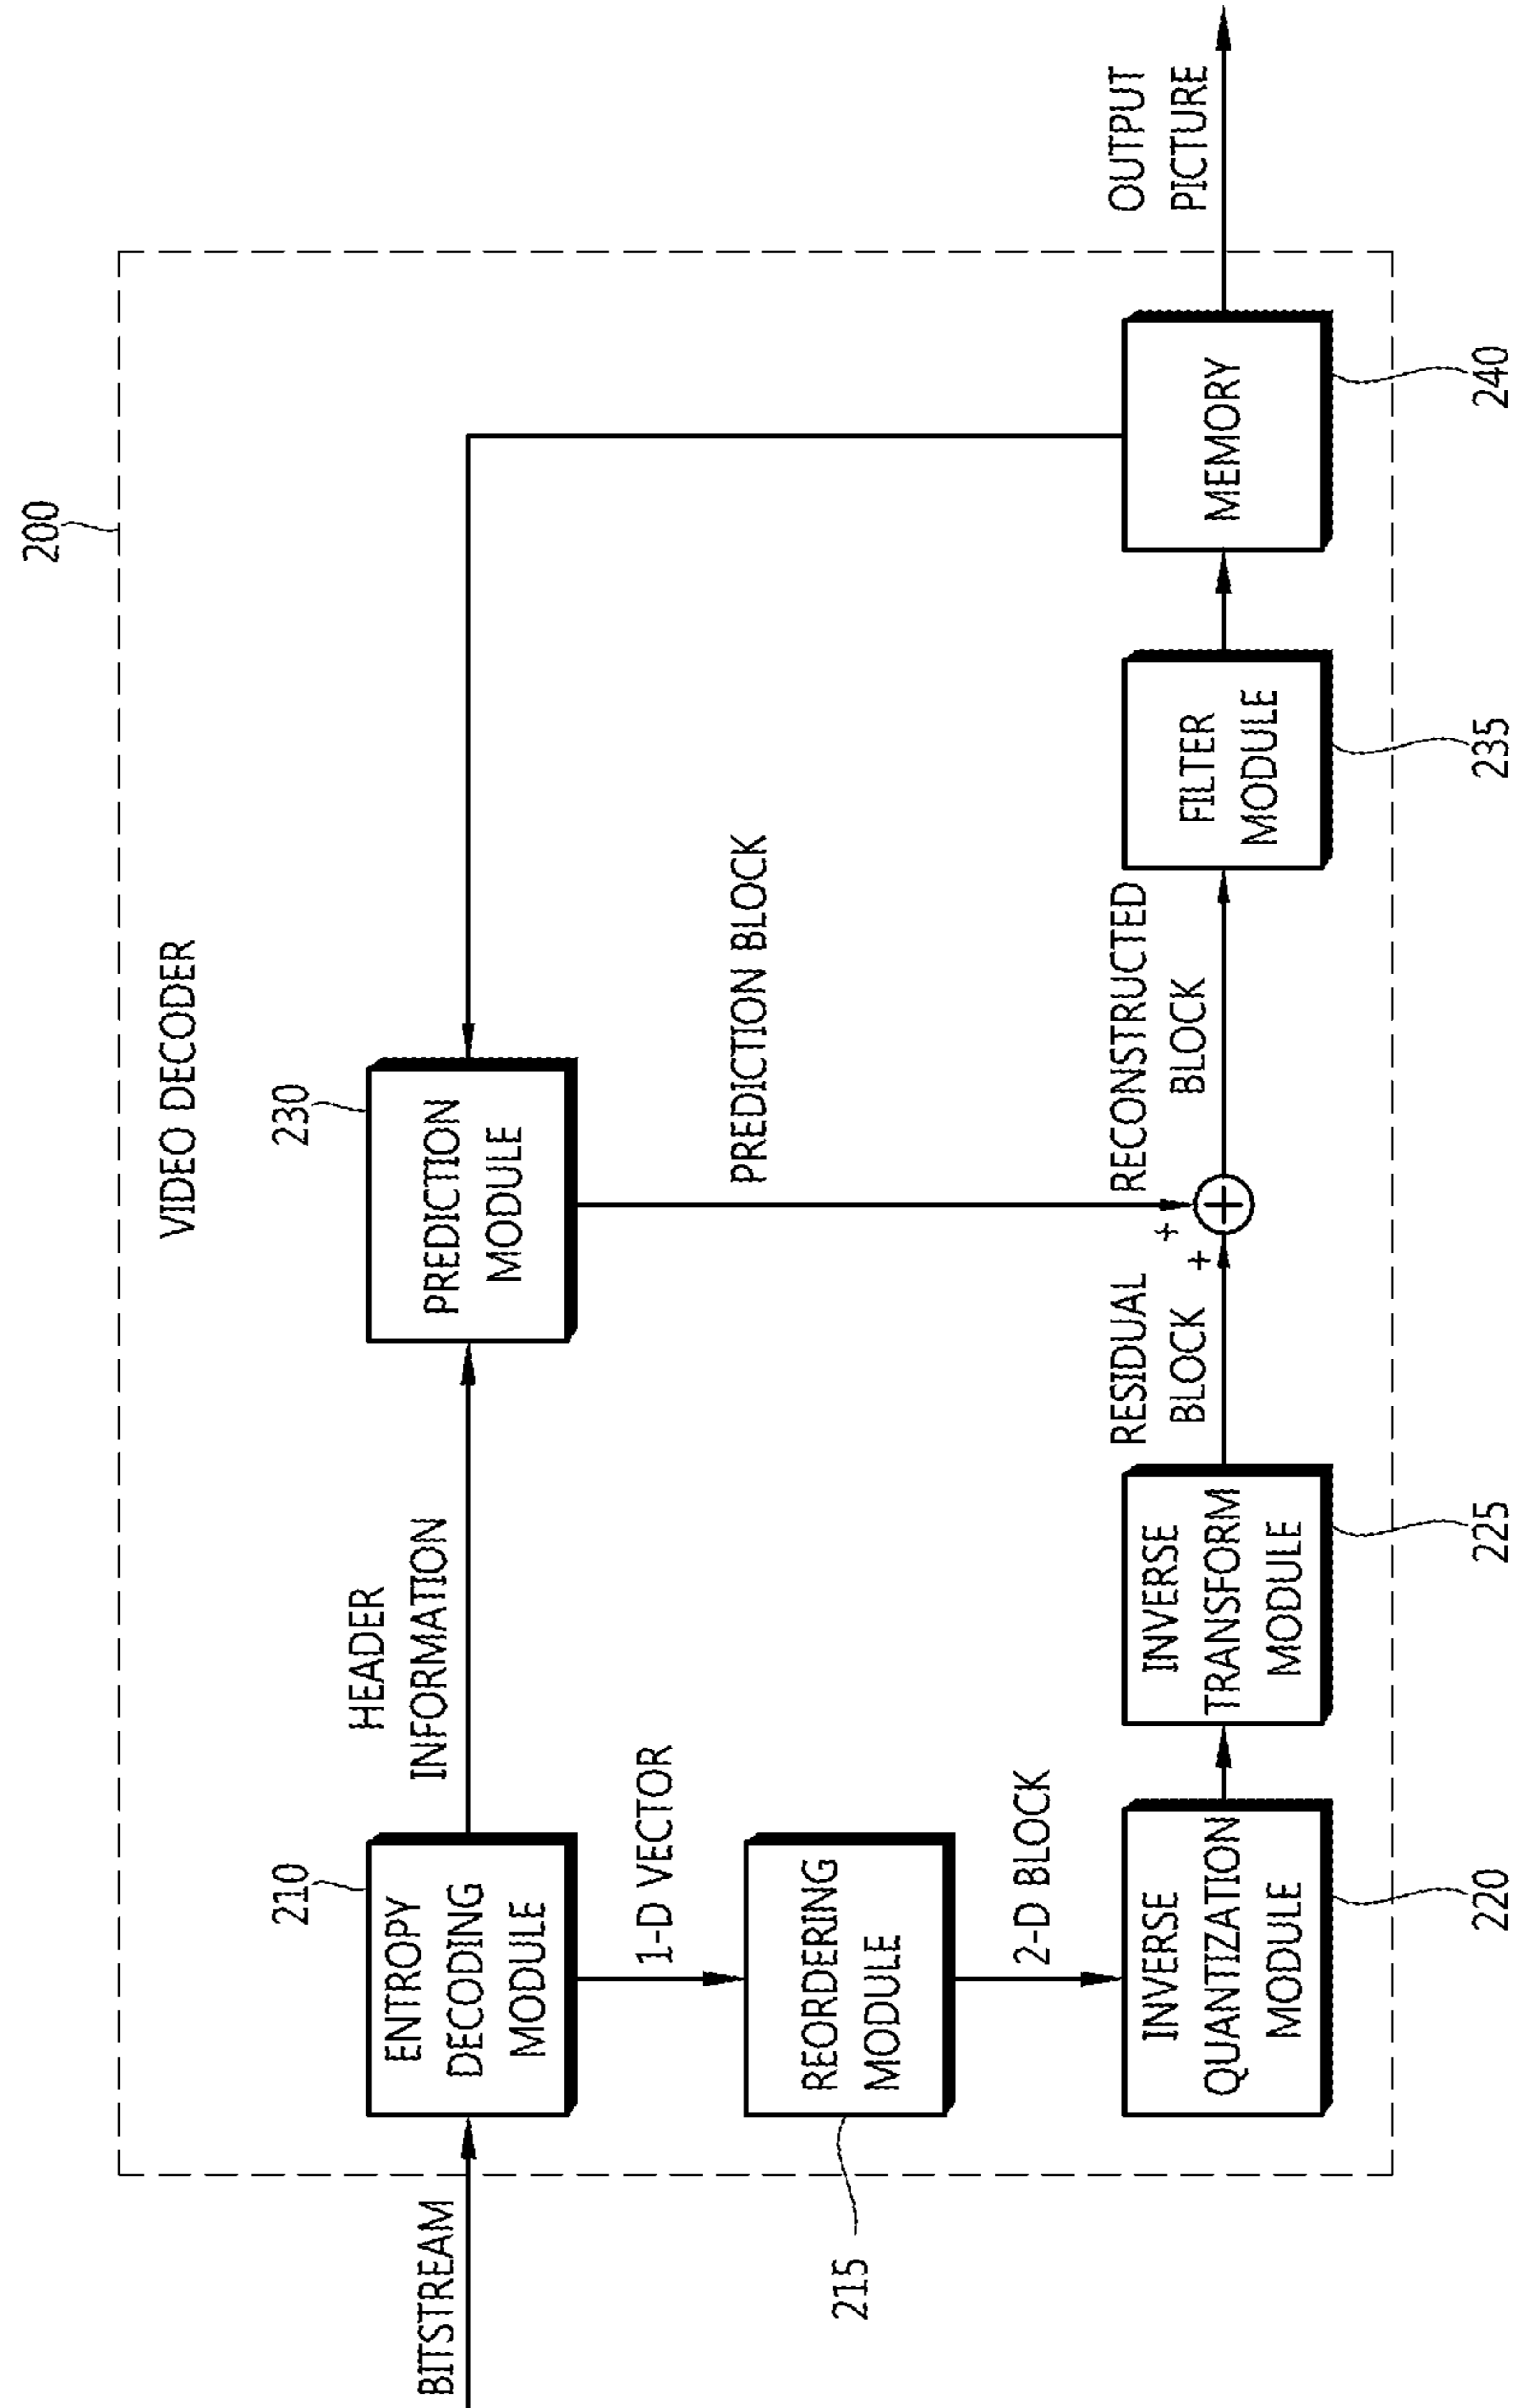 200
VIDEO DECODER
BITSTREAM
210
ENTROPY
DECODING
MODULE
HEADER
INFORMATION
230
PREDICTION
MODULE
1-D VECTOR
215
REORDERING
MODULE
PREDICTION BLOCK
2-D BLOCK
INVERSE
QUANTIZATION
MODULE
220
INVERSE
TRANSFORM
MODULE
225
RESIDUAL
BLOCK
+
+
+
RECONSTRUCTED
BLOCK
FILTER
MODULE
235
MEMORY
240
OUTPUT
PICTURE